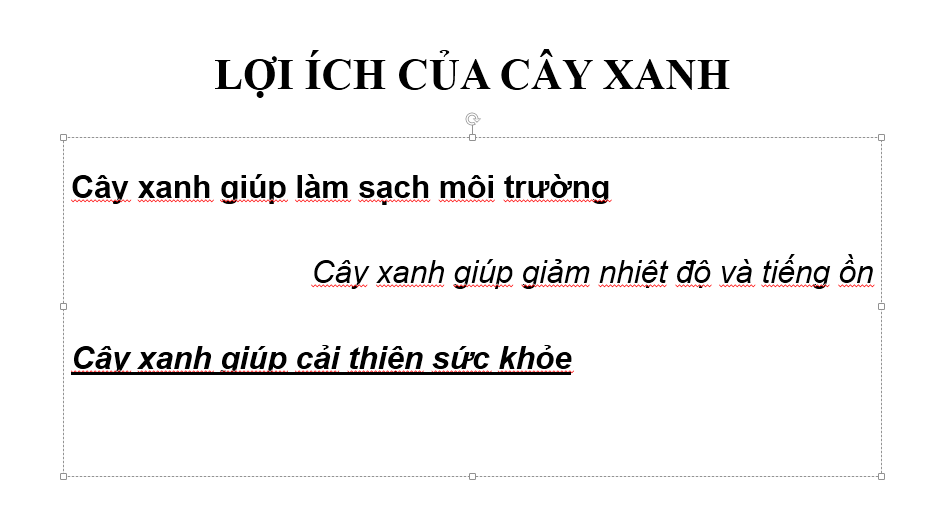 LỢI ÍCH CỦA CÂY XANH
Cây xanh giúp làm sạch môi trường
Cây xanh giúp giảm nhiệt độ và tiếng ồn
Cây xanh giúp cải thiện sức khỏe